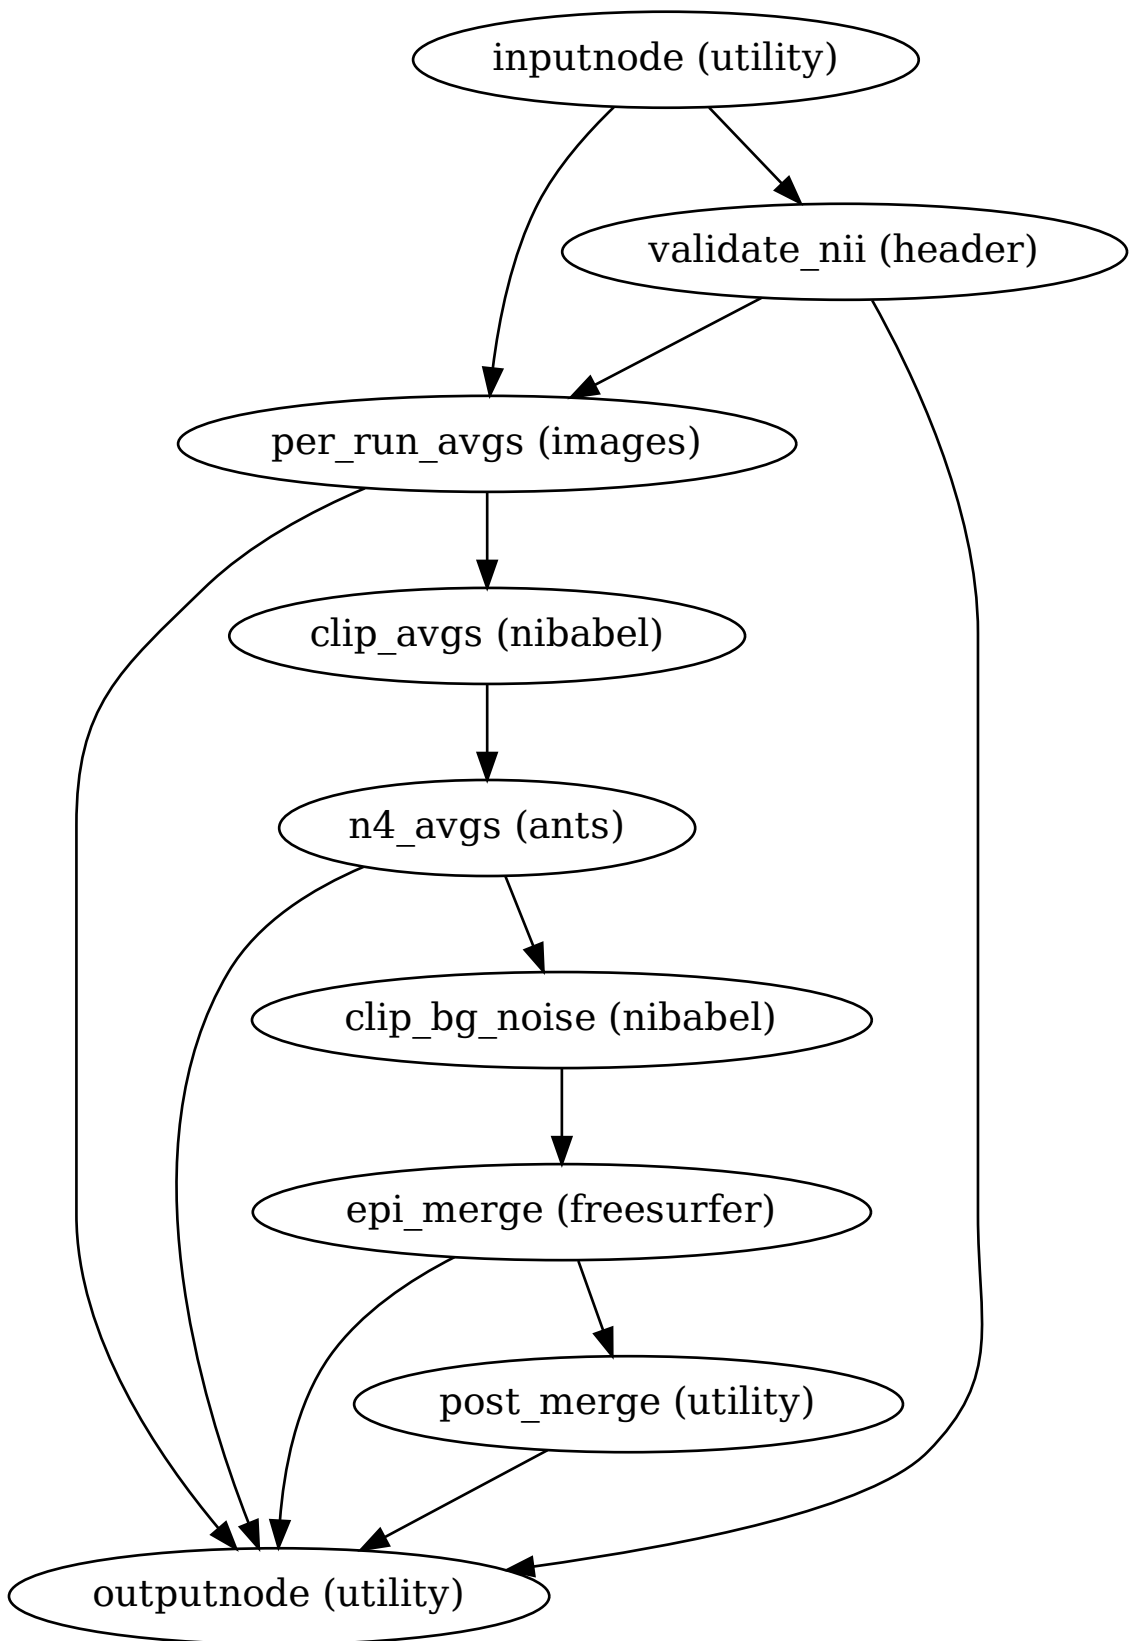 inputnode (utility)
validate_nii (header)
per_run_avgs (images)
clip_avgs (nibabel)
n4_avgs (ants)
clip_bg_noise (nibabel)
epi_merge (freesurfer)
post_merge (utility)
outputnode (utility)